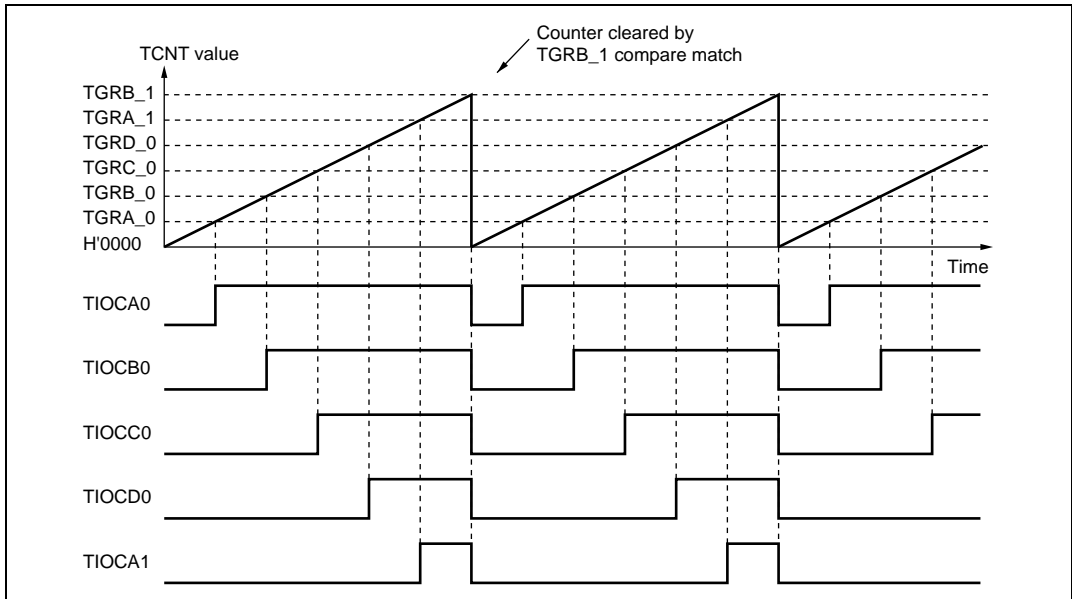 Counter cleared by
TGRB_1 compare match
TCNT value
TGRB_1
TGRA_1
TGRD_0
TGRC_0
TGRB_0
TGRA_0
H'0000
Time
TIOCA0
TIOCB0
TIOCC0
TIOCD0
TIOCA1